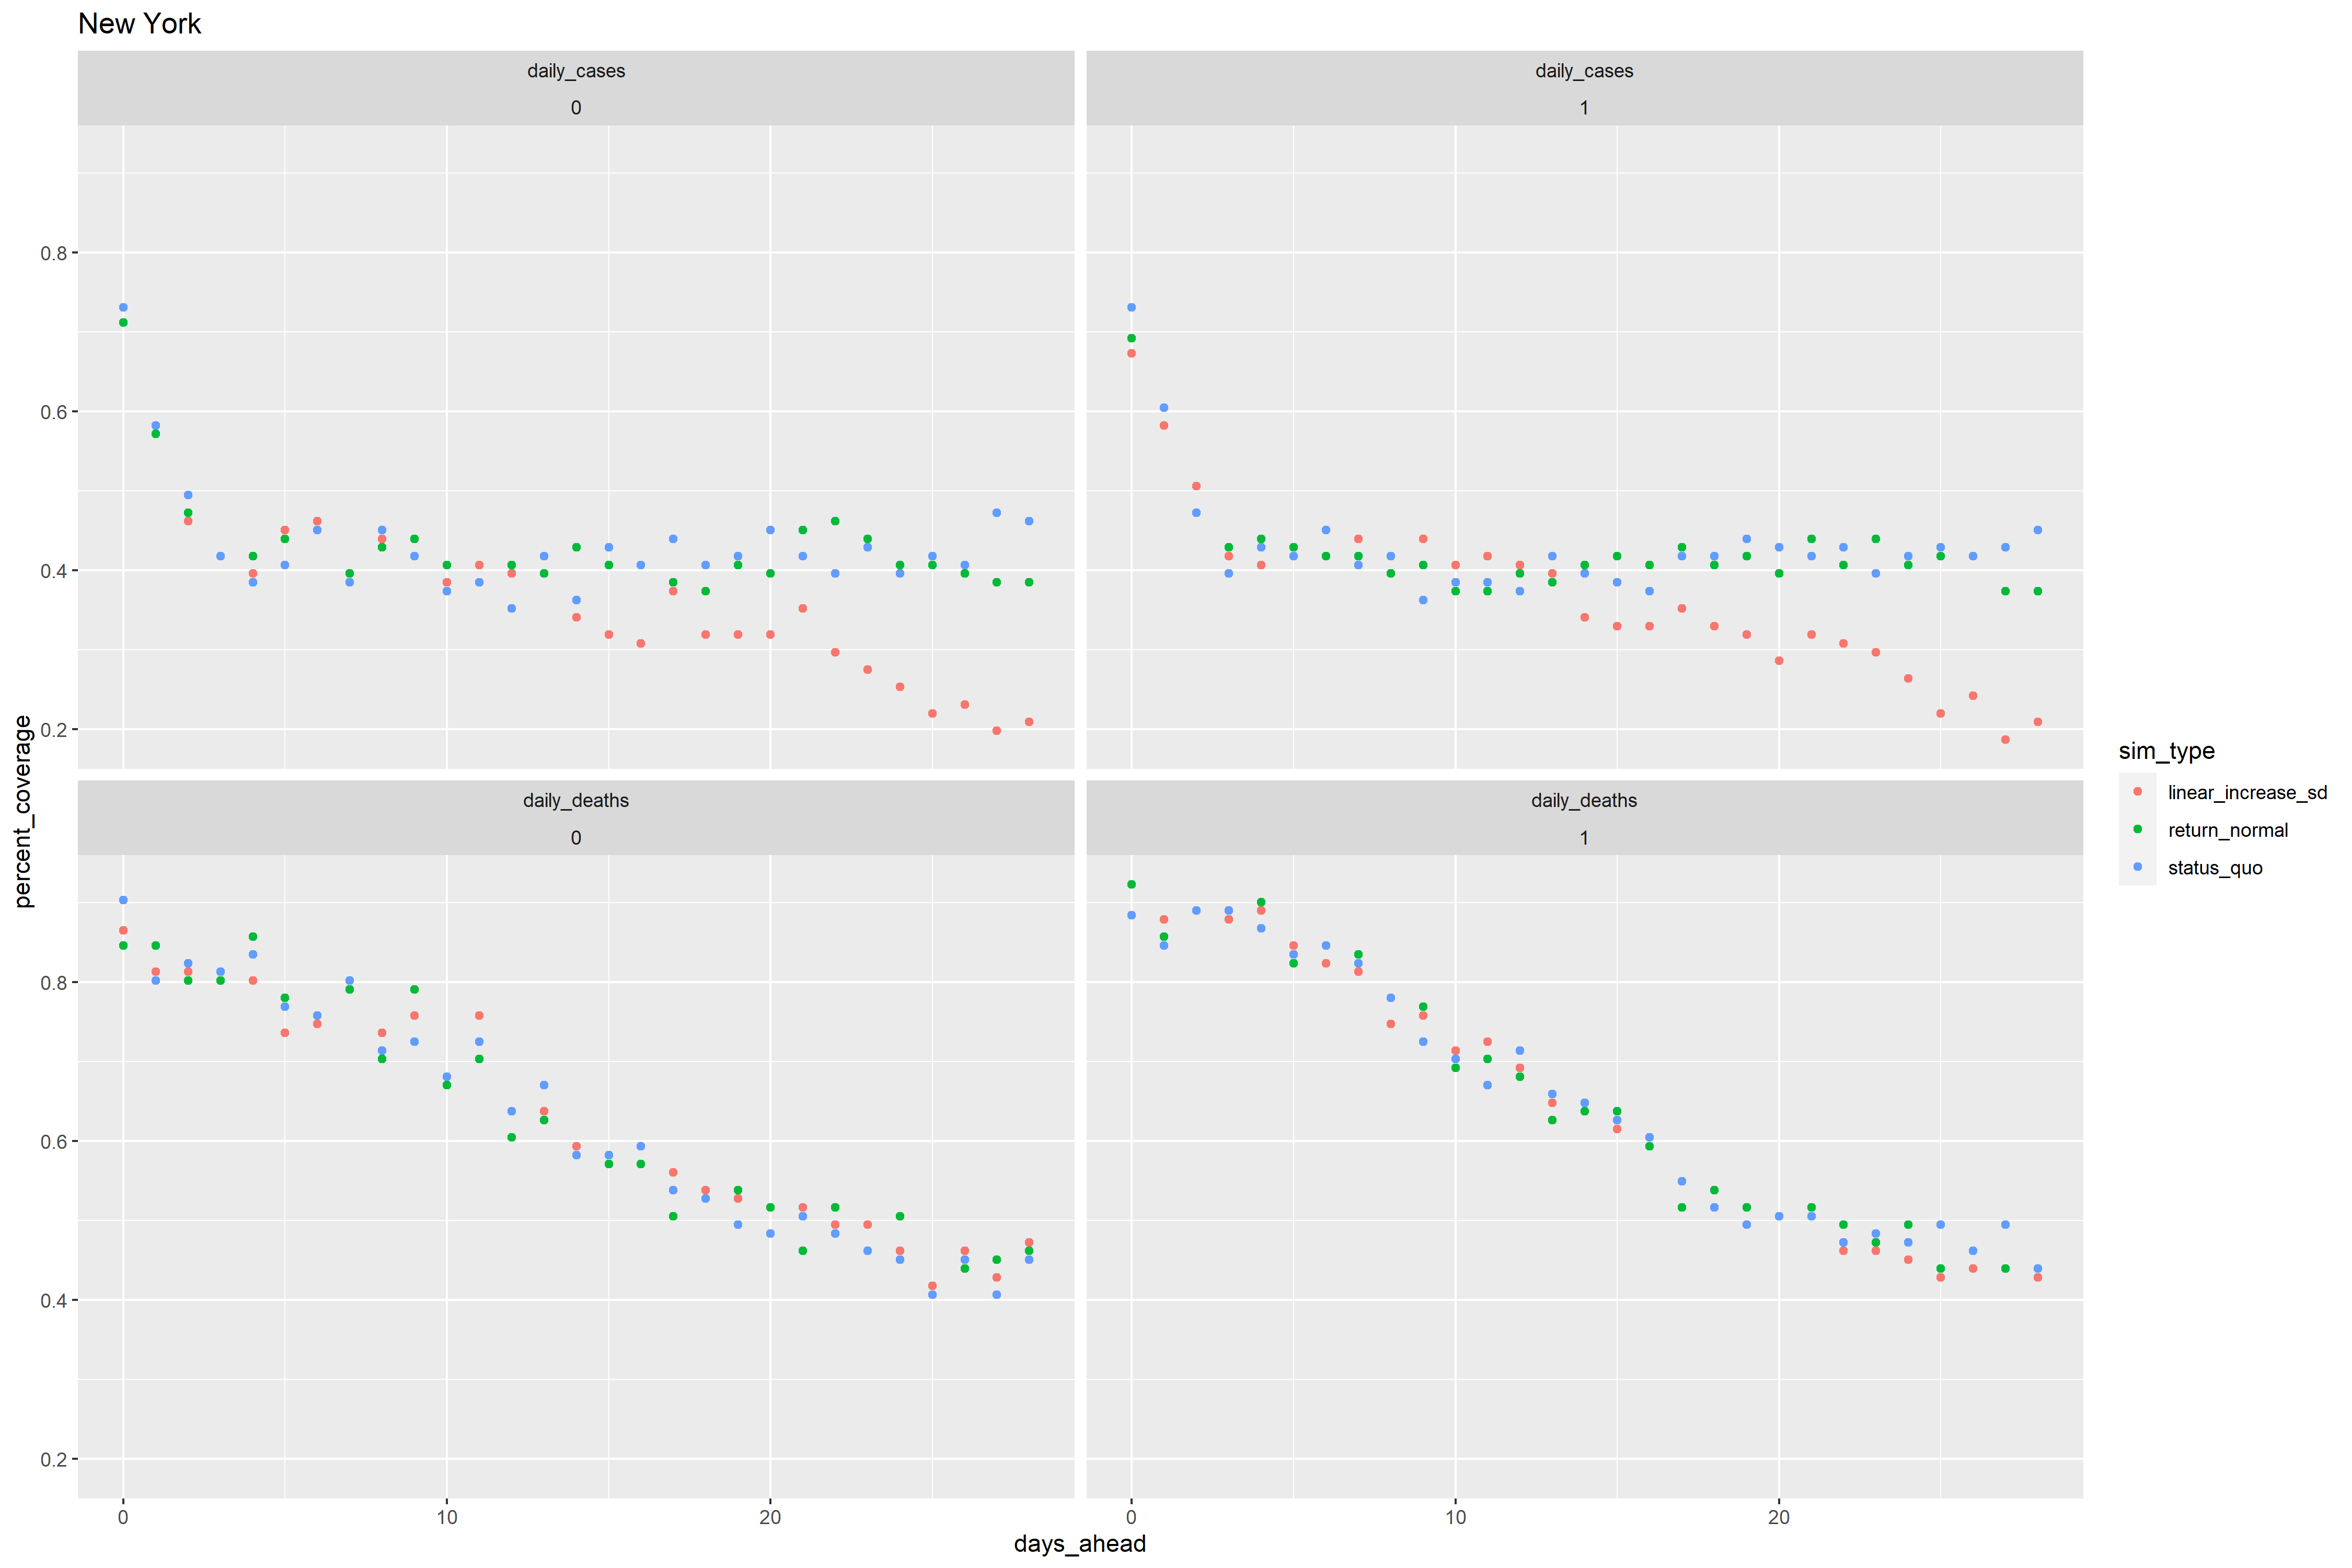 New York
daily_cases
0
daily_cases
1
0.8
0.6
0.4
0.2
daily_deaths
0
daily_deaths
1
0.8
0.6
0.4
0.2
0
10
20
0
10
20
days_ahead
percent_coverage
sim_type
linear_increase_sd
return_normal
status_quo